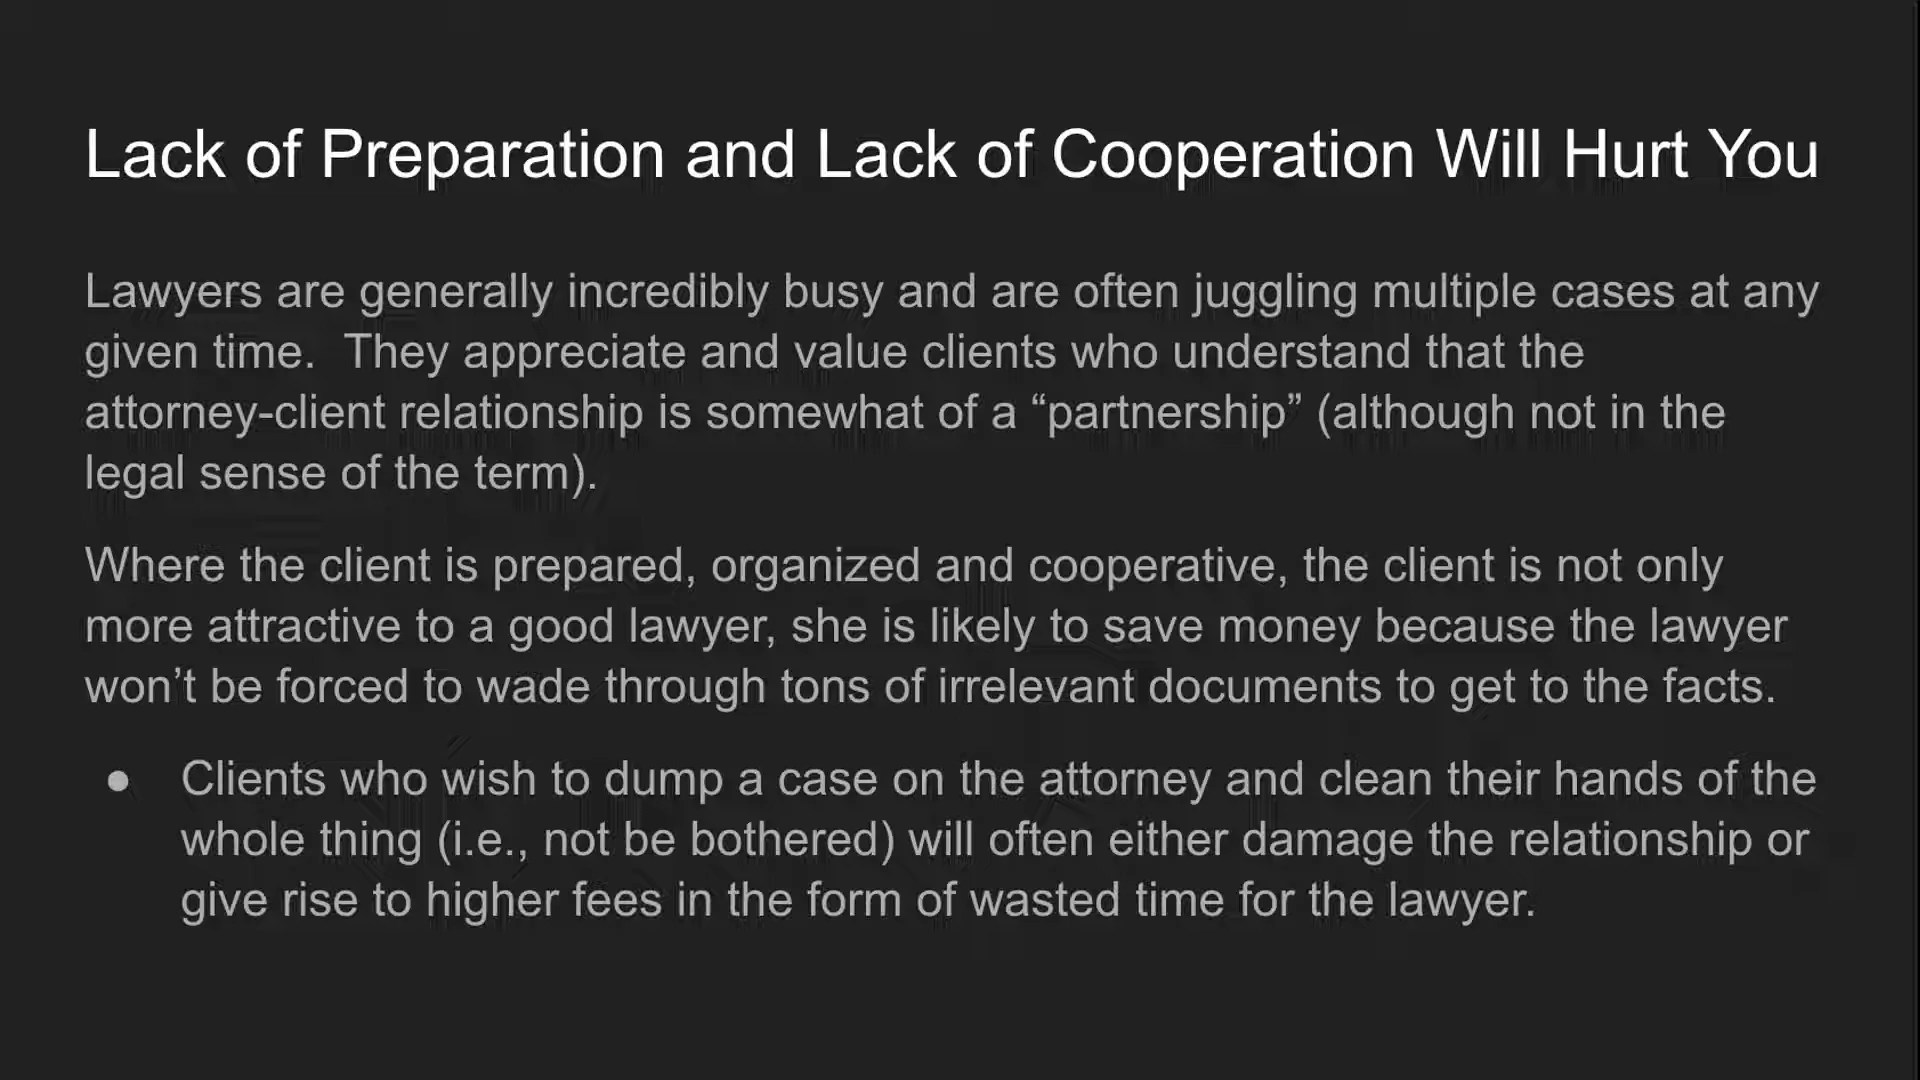 Lack of Preparation and Lack of Cooperation Will Hurt You
Lawyers are generally incredibly busy and are often juggling multiple cases at any
given time.  They appreciate and value clients who understand that the
attorney-client relationship is somewhat of a “partnership” (although not in the
legal sense of the term).
Where the client is prepared, organized and cooperative, the client is not only
more attractive to a good lawyer, she is likely to save money because the lawyer
won’t be forced to wade through tons of irrelevant documents to get to the facts.
● Clients who wish to dump a case on the attorney and clean their hands of the
whole thing (i.e., not be bothered) will often either damage the relationship or
give rise to higher fees in the form of wasted time for the lawyer.